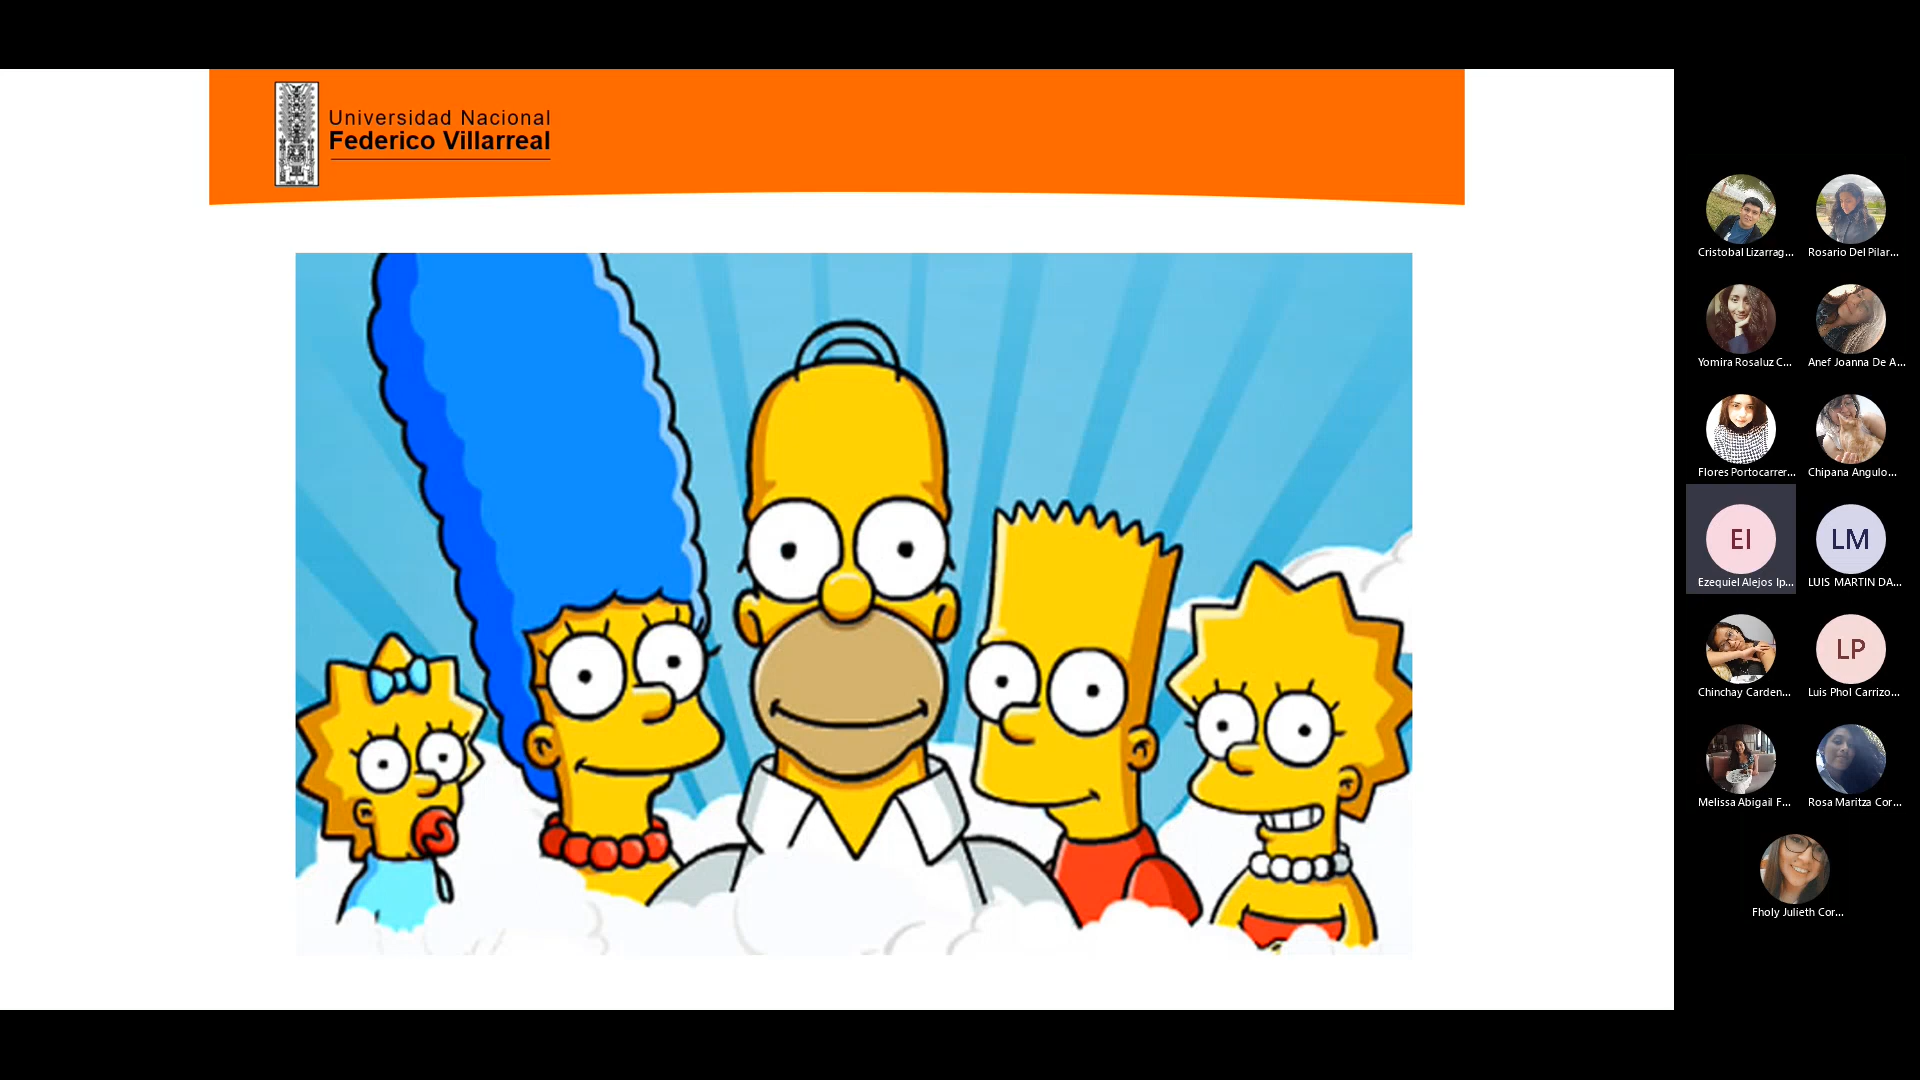 Universidad Nacional
Federico Villarreal
Cristobal Lizarrag...
Rosario Del Pilar...
Yomira Rosaluz C...
Anef Joanna De A...
Flores Portocarrer...
Chipana Angulo...
EI
LM
Ezequiel Alejos Ip...
LUIS MARTIN DA...
LP
Chinchay Carden...
Luis Phol Carrizo...
Melissa Abigail F...
Rosa Maritza Cor...
Fholy Julieth Cor...